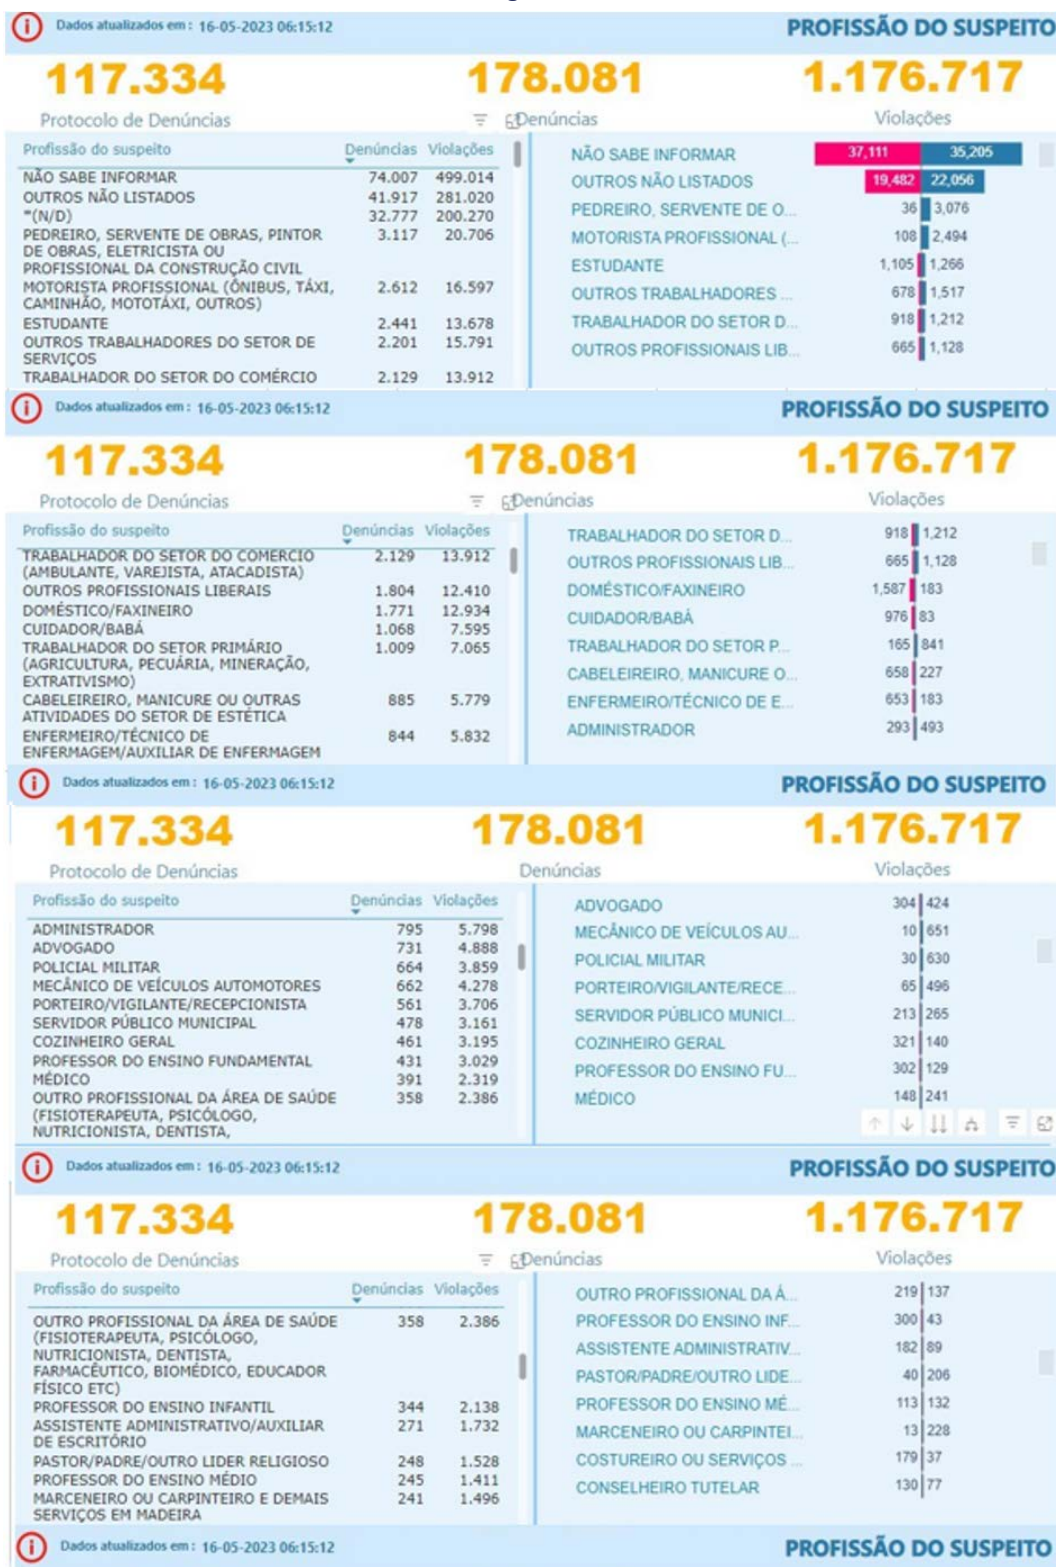 Dados atualizados em : 16-05-2023 06:15:12
PROFISSÃO DO SUSPEITO
117.334
178.081
1.176.717
Protocolo de Denúncias
Denúncias
Violações
Profissão do suspeito Denúncias Violações
NÃO SABE INFORMAR 74.007 499.014
OUTROS NÃO LISTADOS 41.917 281.020
"(N/D) 32.777 200.270
PEDREIRO, SERVENTE DE OBRAS, PINTOR 3.117 20.706
DE OBRAS, ELETRICISTA OU
PROFISSIONAL DA CONSTRUÇÃO CIVIL
MOTORISTA PROFISSIONAL (ÔNIBUS, TÁXI, 2.612 16.597
CAMINHÃO, MOTOTÁXI, OUTROS)
ESTUDANTE 2.441 13.678
OUTROS TRABALHADORES DO SETOR DE 2.201 15.791
SERVIÇOS
TRABALHADOR DO SETOR DO COMÉRCIO 2.129 13.912
NÃO SABE INFORMAR 37,111 35,205
OUTROS NÃO LISTADOS 19,482 22,056
PEDREIRO, SERVENTE DE O... 36 3,076
MOTORISTA PROFISSIONAL (... 108 2,494
ESTUDANTE 1,105 1,266
OUTROS TRABALHADORES ... 678 1,517
TRABALHADOR DO SETOR D... 918 1,212
OUTROS PROFISSIONAIS LIB... 665 1,128
Dados atualizados em : 16-05-2023 06:15:12
PROFISSÃO DO SUSPEITO
117.334
178.081
1.176.717
Protocolo de Denúncias
Denúncias
Violações
Profissão do suspeito Denúncias Violações
TRABALHADOR DO SETOR DO COMERCIO 2.129 13.912
(AMBULANTE, VAREJISTA, ATACADISTA)
OUTROS PROFISSIONAIS LIBERAIS 1.804 12.410
DOMÉSTICO/FAXINEIRO 1.771 12.934
CUIDADOR/BABÁ 1.068 7.595
TRABALHADOR DO SETOR PRIMÁRIO 1.009 7.065
(AGRICULTURA, PECUÁRIA, MINERAÇÃO,
EXTRATIVISMO)
CABELEIREIRO, MANICURE OU OUTRAS 885 5.779
ATIVIDADES DO SETOR DE ESTÉTICA
ENFERMEIRO/TÉCNICO DE 844 5.832
ENFERMAGEM/AUXILIAR DE ENFERMAGEM
TRABALHADOR DO SETOR D... 918 1,212
OUTROS PROFISSIONAIS LIB... 665 1,128
DOMÉSTICO/FAXINEIRO 1,587 183
CUIDADOR/BABÁ 976 83
TRABALHADOR DO SETOR P... 165 841
CABELEIREIRO, MANICURE O... 658 227
ENFERMEIRO/TÉCNICO DE E... 653 183
ADMINISTRADOR 293 493
Dados atualizados em : 16-05-2023 06:15:12
PROFISSÃO DO SUSPEITO
117.334
178.081
1.176.717
Protocolo de Denúncias
Denúncias
Violações
Profissão do suspeito Denúncias Violações
ADMINISTRADOR 795 5.798
ADVOGADO 731 4.888
POLICIAL MILITAR 664 3.859
MECÂNICO DE VEÍCULOS AUTOMOTORES 662 4.278
PORTEIRO/VIGILANTE/RECEPCIONISTA 561 3.706
SERVIDOR PÚBLICO MUNICIPAL 478 3.161
COZINHEIRO GERAL 461 3.195
PROFESSOR DO ENSINO FUNDAMENTAL 431 3.029
MÉDICO 391 2.319
OUTRO PROFISSIONAL DA ÁREA DE SAÚDE 358 2.386
(FISIOTERAPEUTA, PSICÓLOGO,
NUTRICIONISTA, DENTISTA,
ADVOGADO 304 424
MECÂNICO DE VEÍCULOS AU... 10 651
POLICIAL MILITAR 30 630
PORTEIRO/VIGILANTE/RECE... 65 496
SERVIDOR PÚBLICO MUNICI... 213 265
COZINHEIRO GERAL 321 140
PROFESSOR DO ENSINO FU... 302 129
MÉDICO 148 241
Dados atualizados em : 16-05-2023 06:15:12
PROFISSÃO DO SUSPEITO
117.334
178.081
1.176.717
Protocolo de Denúncias
Denúncias
Violações
Profissão do suspeito Denúncias Violações
OUTRO PROFISSIONAL DA ÁREA DE SAÚDE 358 2.386
(FISIOTERAPEUTA, PSICÓLOGO,
NUTRICIONISTA, DENTISTA,
FARMACÊUTICO, BIOMÉDICO, EDUCADOR
FÍSICO ETC)
PROFESSOR DO ENSINO INFANTIL 344 2.138
ASSISTENTE ADMINISTRATIVO/AUXILIAR 271 1.732
DE ESCRITÓRIO
PASTOR/PADRE/OUTRO LIDER RELIGIOSO 248 1.528
PROFESSOR DO ENSINO MÉDIO 245 1.411
MARCENEIRO OU CARPINTEIRO E DEMAIS 241 1.496
SERVIÇOS EM MADEIRA
OUTRO PROFISSIONAL DA Á... 219 137
PROFESSOR DO ENSINO INF... 300 43
ASSISTENTE ADMINISTRATIV... 182 89
PASTOR/PADRE/OUTRO LIDE... 40 206
PROFESSOR DO ENSINO MÉ... 113 132
MARCENEIRO OU CARPINTEI... 13 228
COSTUREIRO OU SERVIÇOS ... 179 37
CONSELHEIRO TUTELAR 130 77
Dados atualizados em : 16-05-2023 06:15:12
PROFISSÃO DO SUSPEITO